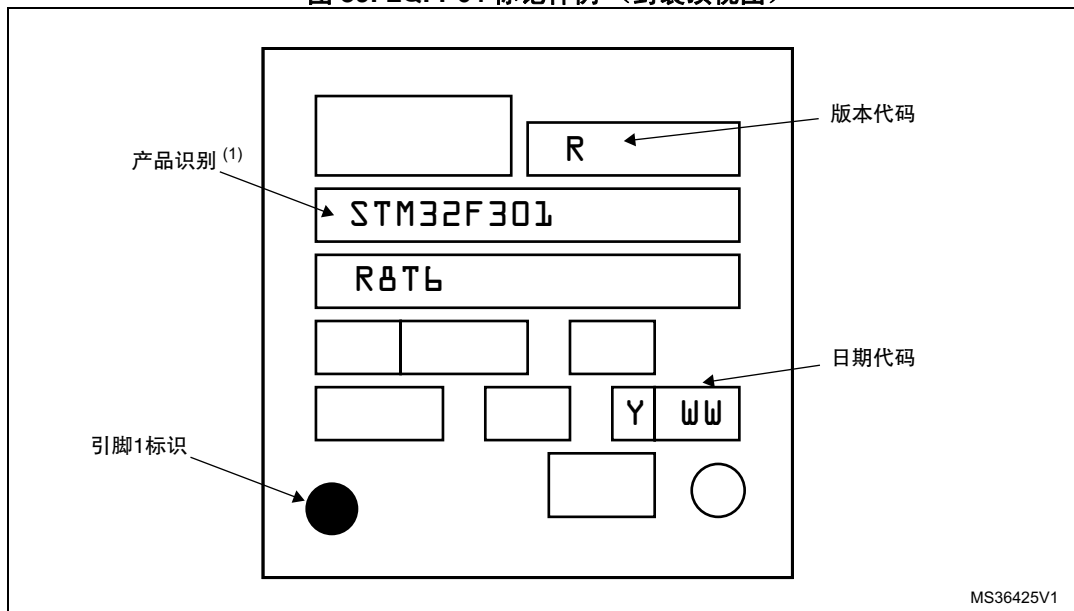 版本代码
R
产品识别 (1)
STM32F301
R8T6
日期代码
Y WW
引脚1标识
MS36425V1